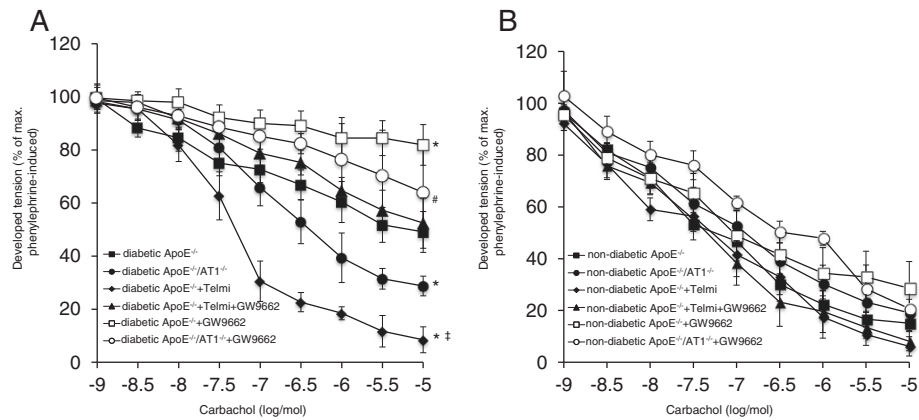 A
Developed tension (% of max.
phenylephrine-induced)
120
100
80
60
40
20
0
-9
-8.5
-8
-7.5
-7
-6.5
-6
-5.5
-5
Carbachol (log/mol)
diabetic ApoE-/-
diabetic ApoE-/-/AT1-/-
diabetic ApoE-/-+Telmi
diabetic ApoE-/-+Telmi+GW9662
diabetic ApoE-/-+GW9662
diabetic ApoE-/-/AT1-/-+GW9662
*
#
*
* ‡
B
Developed tension (% of max.
phenylephrine-induced)
120
100
80
60
40
20
0
-9
-8.5
-8
-7.5
-7
-6.5
-6
-5.5
-5
Carbachol (log/mol)
non-diabetic ApoE-/-
non-diabetic ApoE-/-/AT1-/-
non-diabetic ApoE-/-+Telmi
non-diabetic ApoE-/-+Telmi+GW9662
non-diabetic ApoE-/-+GW9662
non-diabetic ApoE-/-/AT1-/-+GW9662